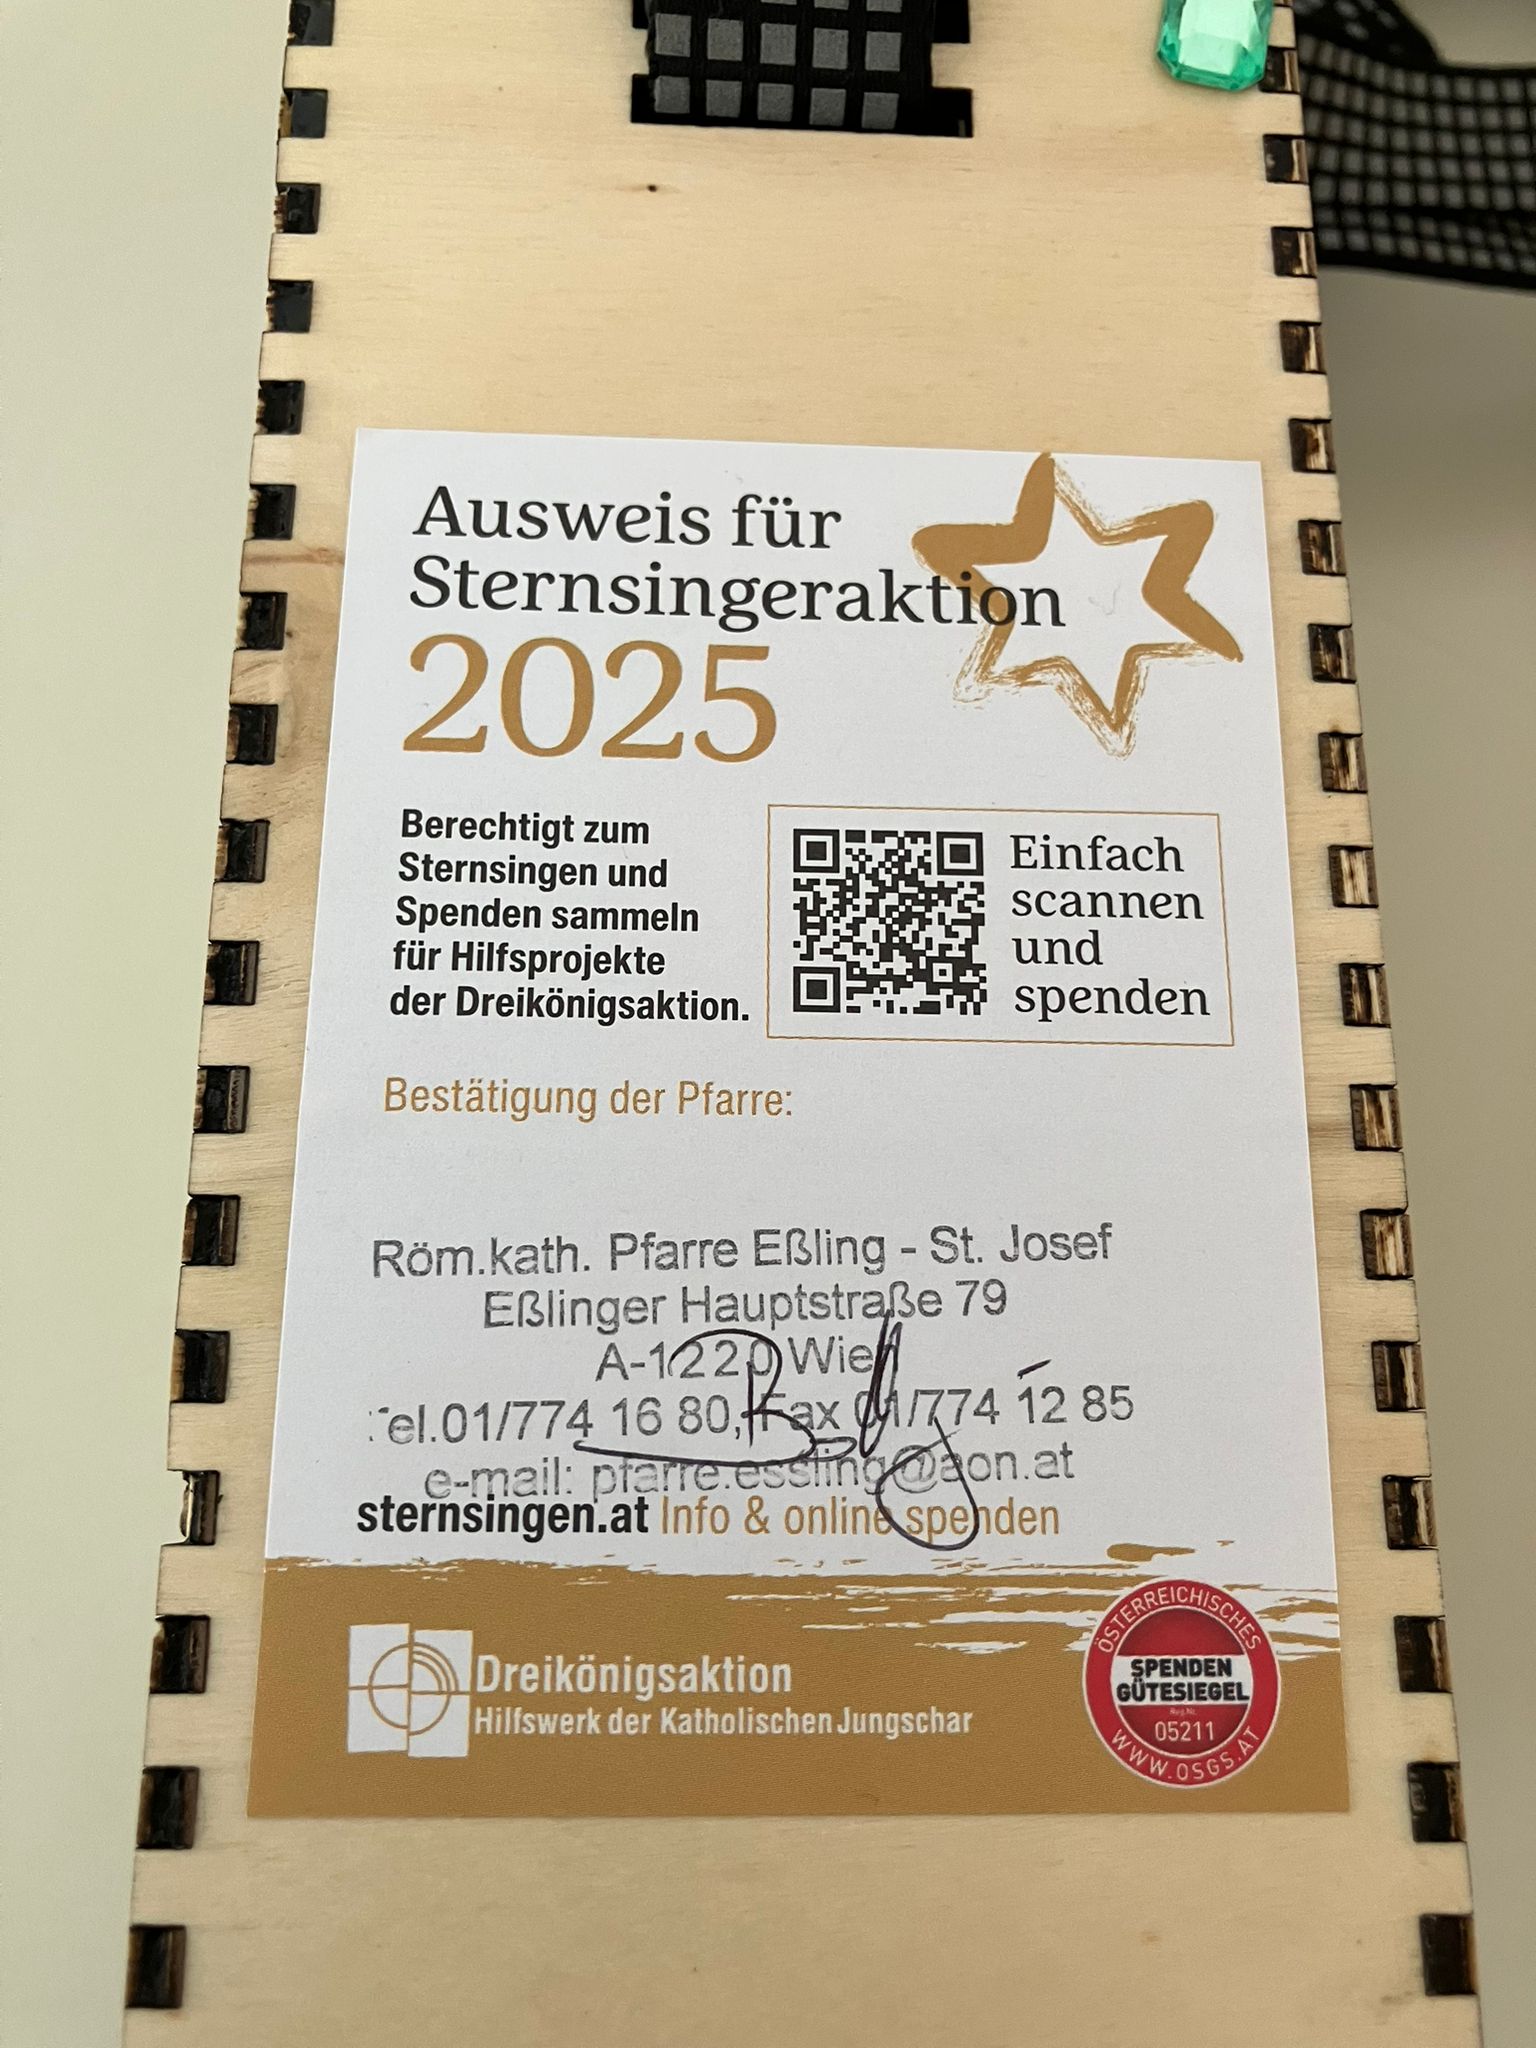 Ausweis für
Sternsingeraktion
2025
Berechtigt zum
Sternsingen und
Spenden sammeln
für Hilfsprojekte
der Dreikönigsaktion.
Einfach
scannen
und
spenden
Bestätigung der Pfarre:
Röm.kath. Pfarre Eßling - St. Josef
Eßlinger Hauptstraße 79
A-1220 Wien
Tel.01/774 16 80, Fax 01/774 12 85
e-mail: pfarre.essling@aon.at
sternsingen.at Info & online spenden
Dreikönigsaktion
Hilfswerk der Katholischen Jungschar
ÖSTERREICHISCHES
SPENDEN
GÜTESIEGEL
Reg.Nr.
05211
WWW.OSGS.AT